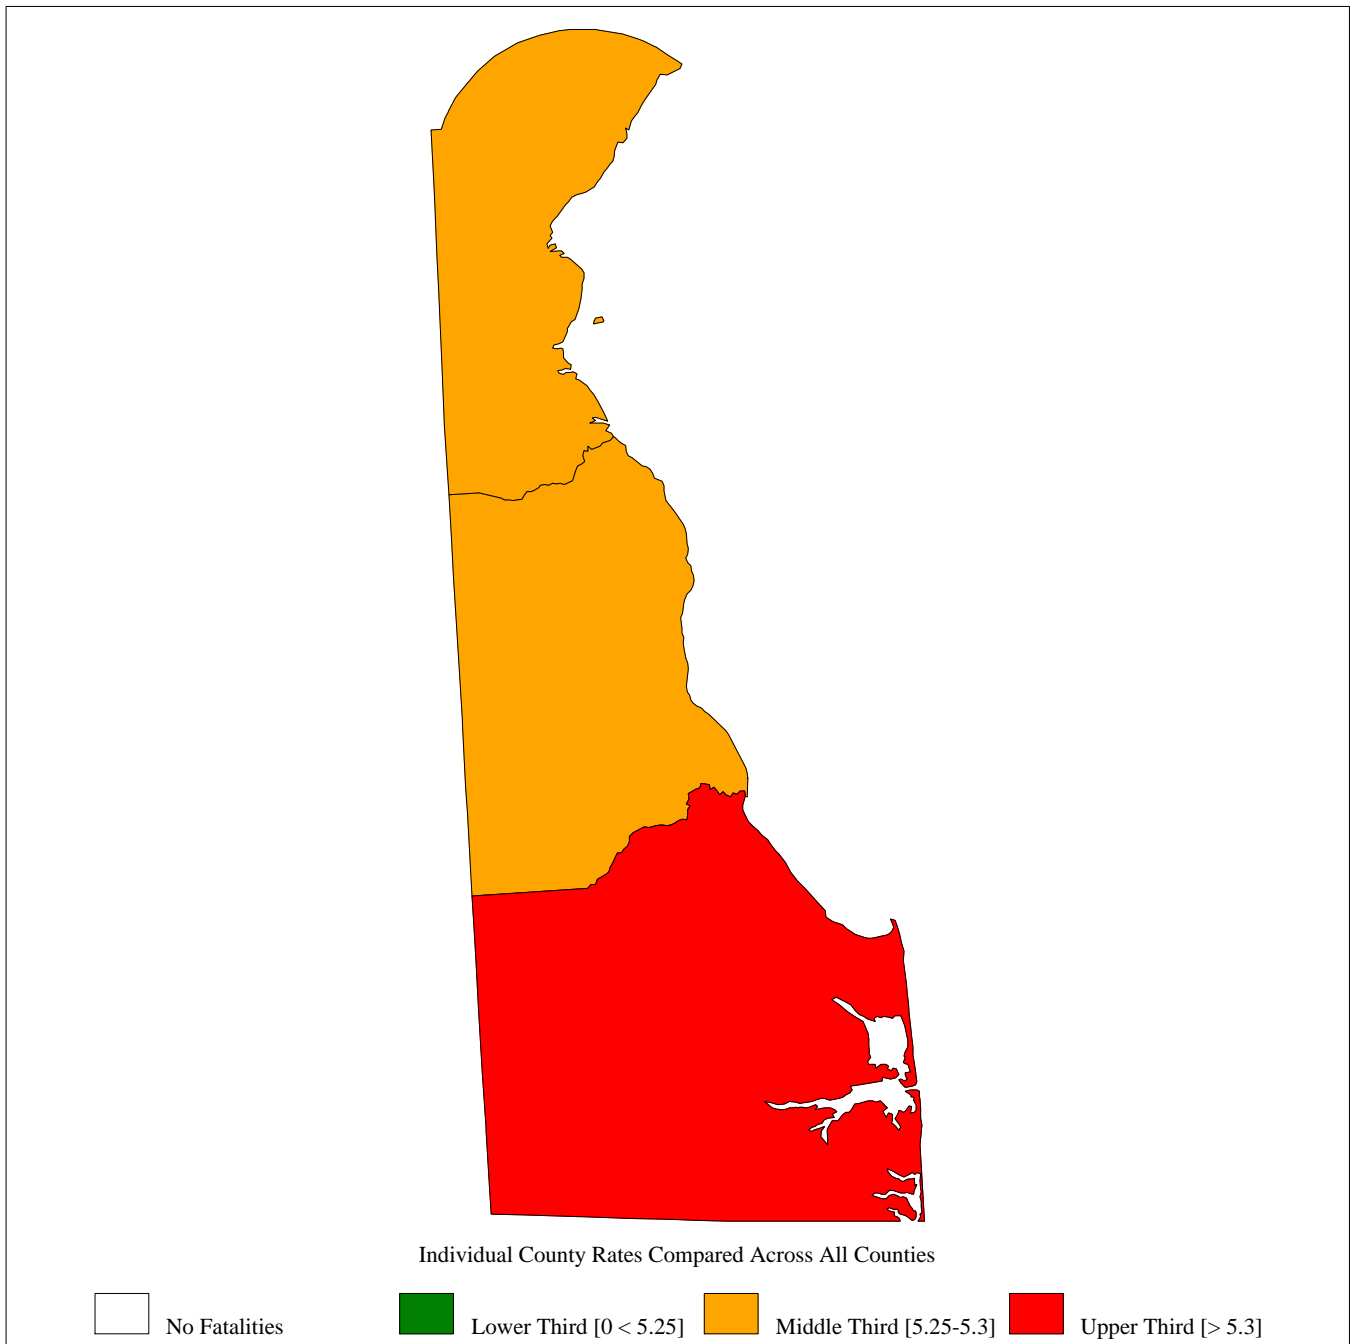 Individual County Rates Compared Across All Counties
No Fatalities
Lower Third [0 < 5.25]
Middle Third [5.25-5.3]
Upper Third [> 5.3]